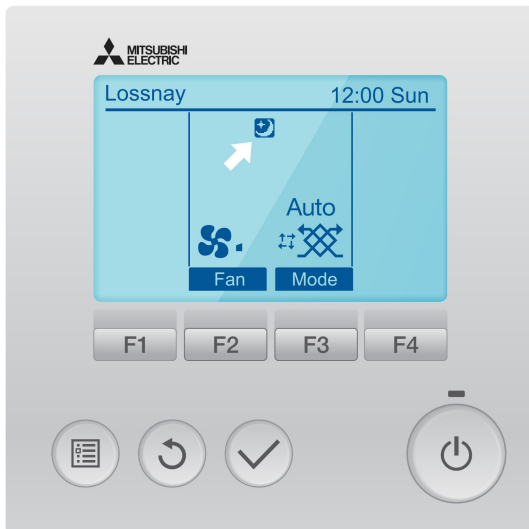 MITSUBISHI
ELECTRIC
Lossnay 12:00 Sun
Auto
Fan Mode
F1 F2 F3 F4